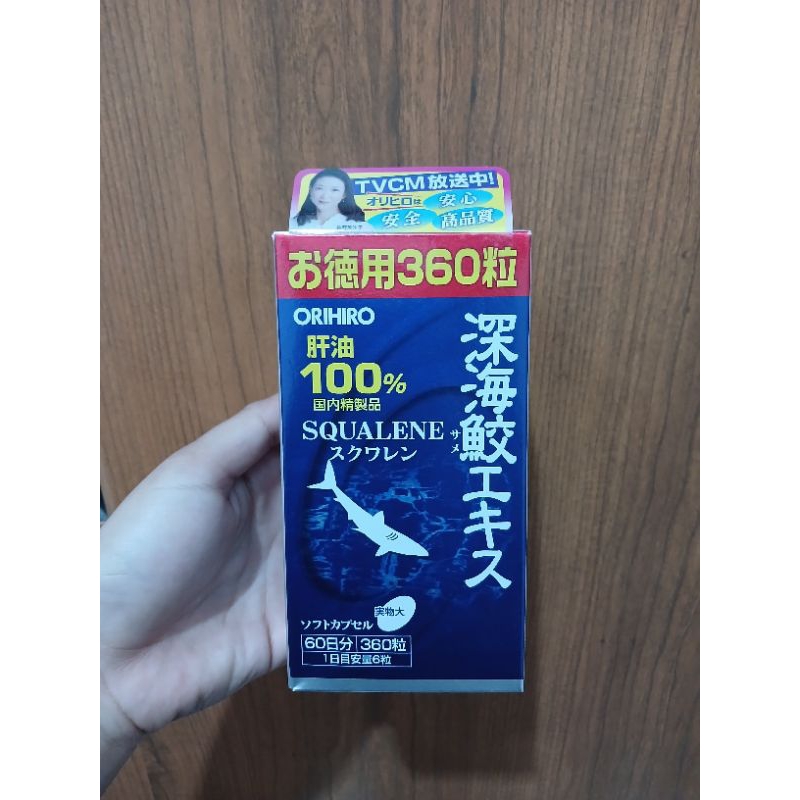 TVCM放送中!
オリヒロは 安心
安全 高品質
お徳用360粒
ORIHIRO
肝油
100%
国内精製品
SQUALENE
スクワレン
深海鮫エキス
サメ
実物大
ソフトカプセル
60日分 360粒
1日目安量6粒